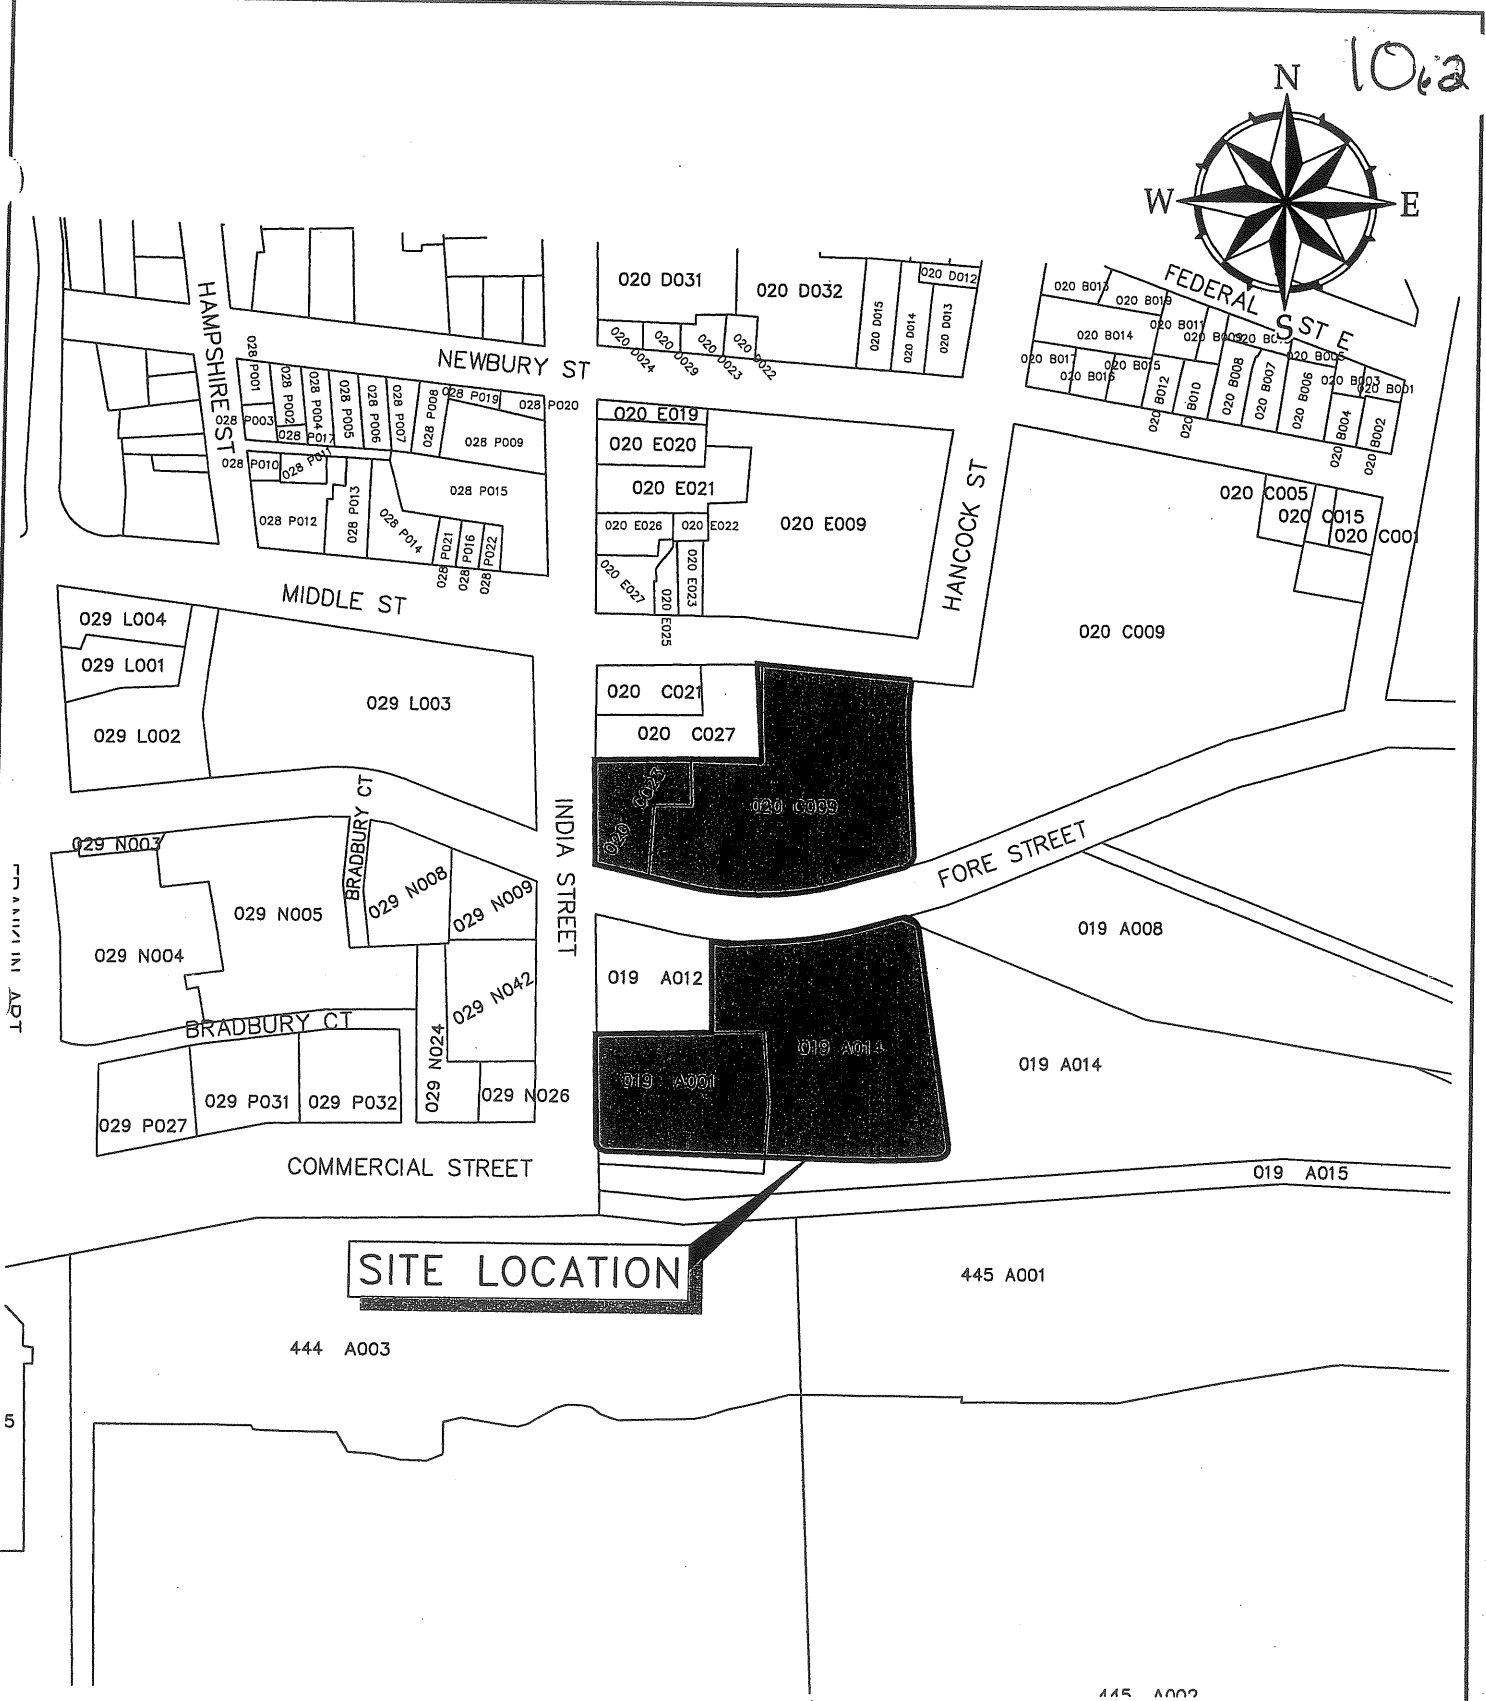 N
W
E
S
FEDERAL ST E
020 D031
020 D032
020 D012
020 D015
020 D014
020 D013
020 D024
020 D029
020 D023
020 D022
020 B013
020 B019
020 B014
020 B011
020 B009
020 B005
020 B017
020 B016
020 B015
020 B012
020 B010
020 B008
020 B007
020 B006
020 B003
020 B001
020 B004
020 B002
HAMPSHIRE ST
NEWBURY ST
028 P001
028 P002
028 P004
028 P005
028 P006
028 P007
028 P008
028 P019
028 P020
028 P003
028 P017
028 P009
028 P010
028 P011
028 P015
028 P012
028 P013
028 P014
028 P021
028 P016
028 P022
020 E019
020 E020
020 E021
020 E026
020 E022
020 E009
020 E027
020 E025
020 E023
HANCOCK ST
020 C005
020 C015
020 C001
020 C009
MIDDLE ST
029 L004
029 L001
029 L003
029 L002
020 C021
020 C027
020 C023
020 C009
BRADBURY CT
INDIA STREET
FORE STREET
029 N003
029 N005
029 N008
029 N009
029 N004
029 N042
BRADBURY CT
029 N024
029 N026
029 P027
029 P031
029 P032
019 A012
019 A014
019 A001
019 A008
019 A014
019 A015
COMMERCIAL STREET
SITE LOCATION
445 A001
444 A003
5
445 A002